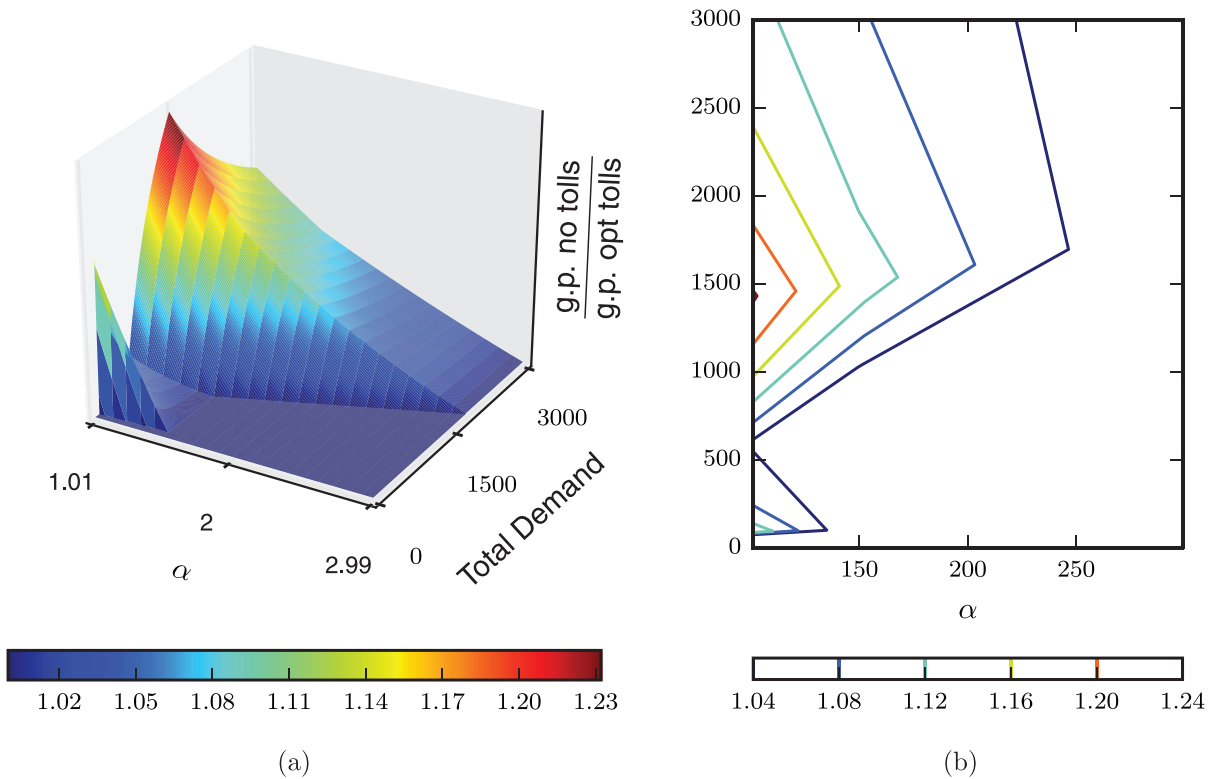 g.p. no tolls
g.p. opt tolls
1.01
2
2.99
α
0
1500
3000
Total Demand
1.02 1.05 1.08 1.11 1.14 1.17 1.20 1.23
(a)
3000
2500
2000
1500
1000
500
0
150 200 250
α
1.04 1.08 1.12 1.16 1.20 1.24
(b)